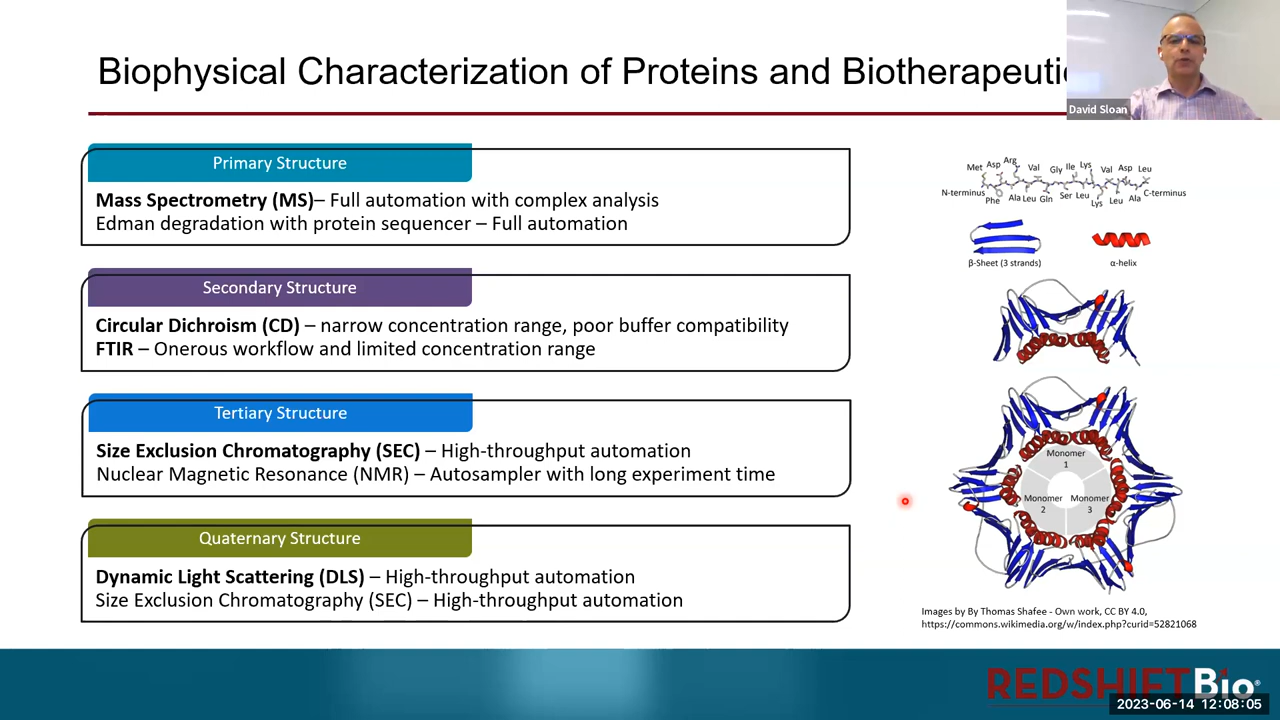 Biophysical Characterization of Proteins and Biotherapeuti
David Sloan
Primary Structure
Mass Spectrometry (MS)– Full automation with complex analysis
Edman degradation with protein sequencer – Full automation
Secondary Structure
Circular Dichroism (CD) – narrow concentration range, poor buffer compatibility
FTIR – Onerous workflow and limited concentration range
Tertiary Structure
Size Exclusion Chromatography (SEC) – High-throughput automation
Nuclear Magnetic Resonance (NMR) – Autosampler with long experiment time
Quaternary Structure
Dynamic Light Scattering (DLS) – High-throughput automation
Size Exclusion Chromatography (SEC) – High-throughput automation
Met Asp Arg Val Gly Ile Lys Val Asp Leu
N-terminus C-terminus
Phe Ala Leu Gln Ser Leu Lys Leu Ala
β-Sheet (3 strands) α-helix
Monomer
1
Monomer Monomer
2 3
Images by By Thomas Shafee - Own work, CC BY 4.0,
https://commons.wikimedia.org/w/index.php?curid=52821068
REDSHIFTBio®
2023-06-14 12:08:05